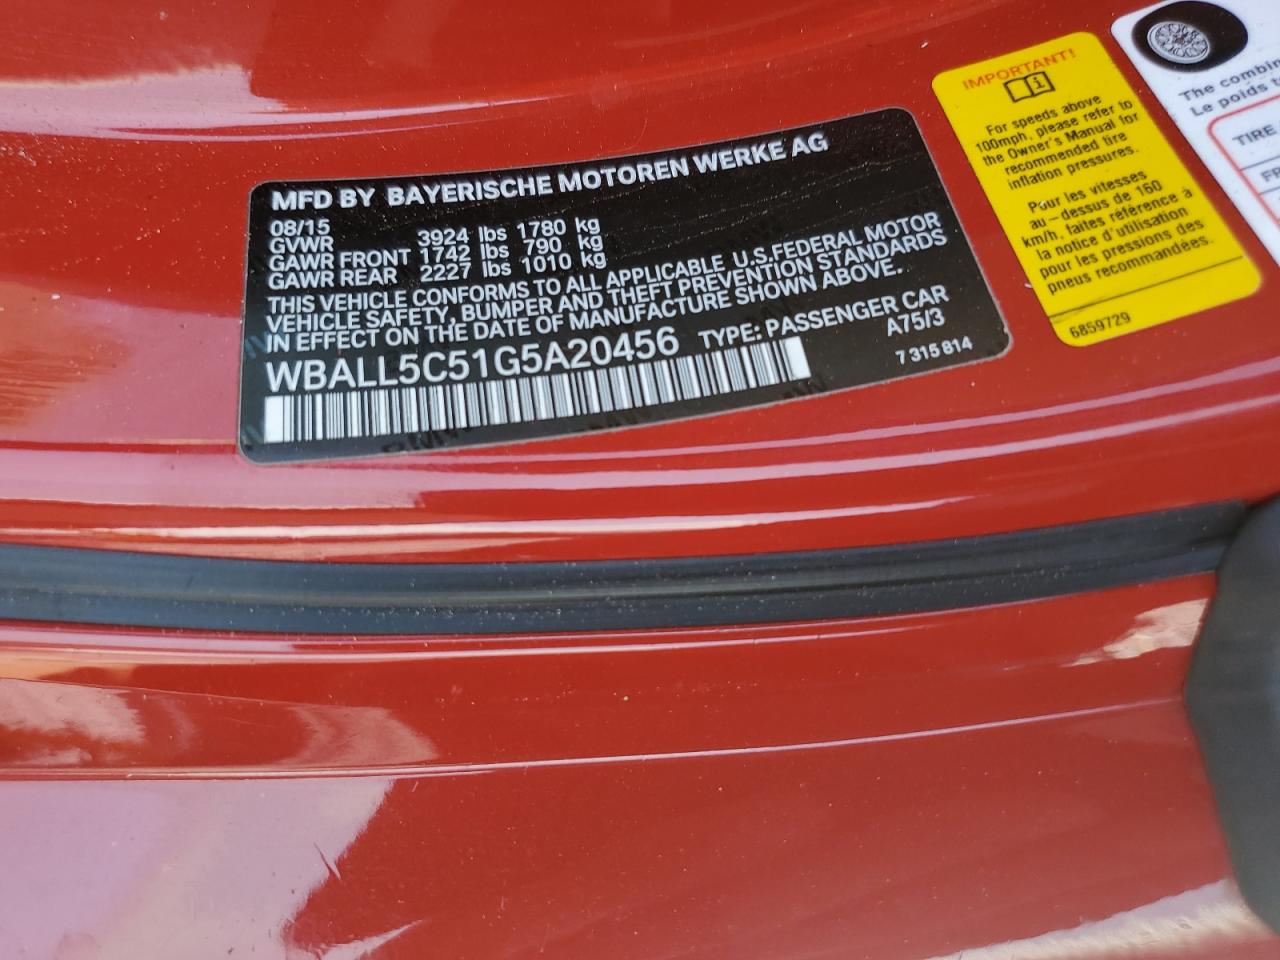 MFD BY BAYERISCHE MOTOREN WERKE AG
08/15
GVWR 3924 lbs 1780 kg
GAWR FRONT 1742 lbs 790 kg
GAWR REAR 2227 lbs 1010 kg
THIS VEHICLE CONFORMS TO ALL APPLICABLE U.S.FEDERAL MOTOR
VEHICLE SAFETY, BUMPER AND THEFT PREVENTION STANDARDS
IN EFFECT ON THE DATE OF MANUFACTURE SHOWN ABOVE.
WBALL5C51G5A20456 TYPE: PASSENGER CAR
A75/3
7 315 814
IMPORTANT!
For speeds above
100mph, please refer to
the Owner's Manual for
recommended tire
inflation pressures.
Pour les vitesses
au-dessus de 160
km/h, faites référence à
la notice d'utilisation
pour les pressions des
pneus recommandées.
6859729
The combin
Le poids t
TIRE
FR